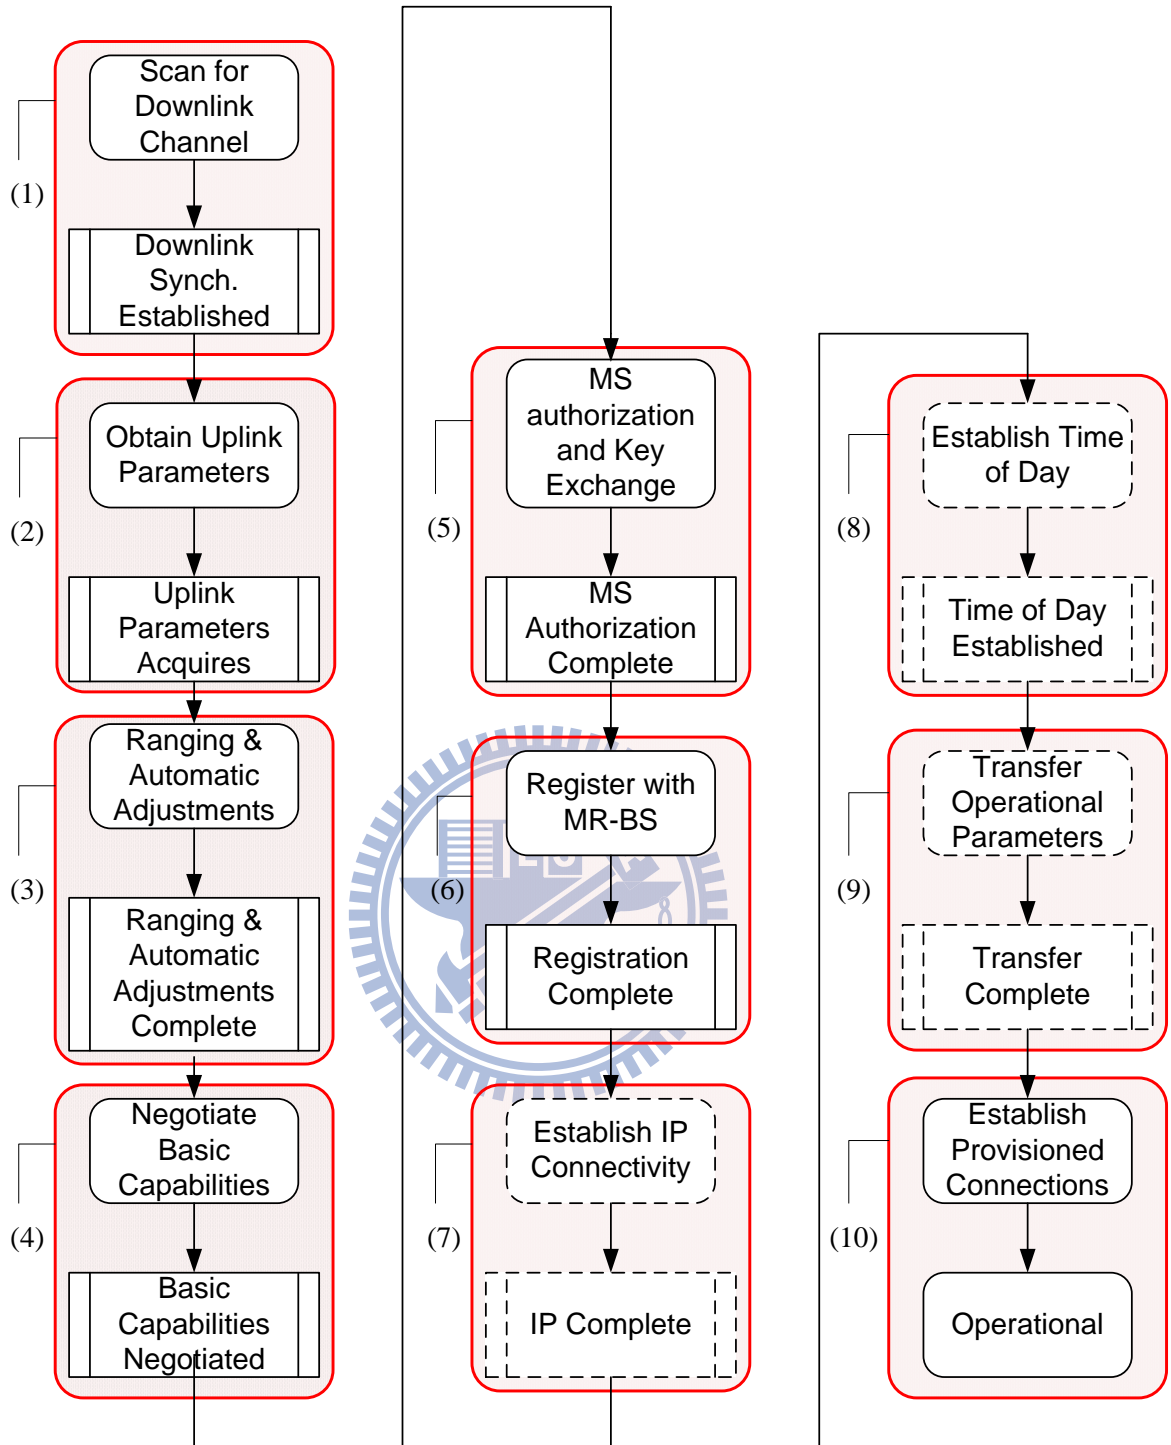 Scan for
Downlink
Channel
(1)
Downlink
Synch.
Established
Obtain Uplink
Parameters
(2)
Uplink
Parameters
Acquires
Ranging &
Automatic
Adjustments
(3)
Ranging &
Automatic
Adjustments
Complete
Negotiate
Basic
Capabilities
(4)
Basic
Capabilities
Negotiated
MS
authorization
and Key
Exchange
(5)
MS
Authorization
Complete
Register with
MR-BS
(6)
Registration
Complete
Establish IP
Connectivity
(7)
IP Complete
Establish Time
of Day
(8)
Time of Day
Established
Transfer
Operational
Parameters
(9)
Transfer
Complete
Establish
Provisioned
Connections
(10)
Operational